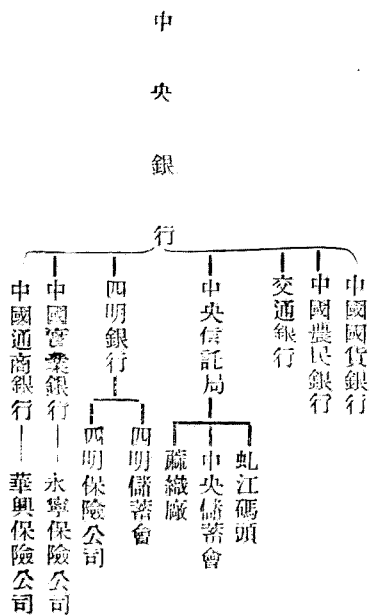 中央銀行
中國國貨銀行
中國農民銀行
交通銀行
中央信託局
虬江碼頭
中央儲蓄會
蔴織廠
四明銀行
四明儲蓄會
四明保險公司
中國實業銀行
永寧保險公司
中國通商銀行
華興保險公司